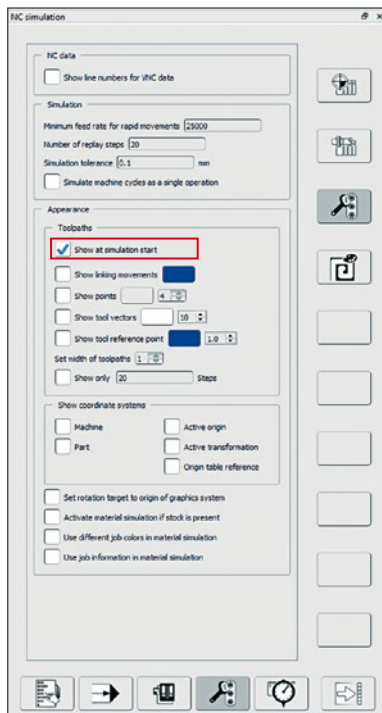 NC simulation
NC data
Show line numbers for VNC data
Simulation
Minimum feed rate for rapid movements 25000
Number of replay steps 20
Simulation tolerance 0.1 mm
Simulate machine cycles as a single operation
Appearance
Toolpaths
Show at simulation start
Show linking movements
Show points 4
Show tool vectors 10
Show tool reference point 1.0
Set width of toolpaths 1
Show only 20 Steps
Show coordinate systems
Machine Active origin
Part Active transformation
Origin table reference
Set rotation target to origin of graphics system
Activate material simulation if stock is present
Use different job colors in material simulation
Use job information in material simulation